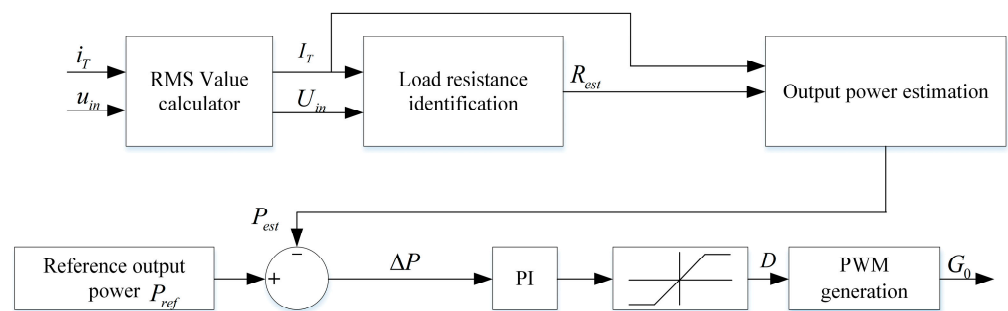 i_T
u_in
RMS Value
calculator
I_T
U_in
Load resistance
identification
R_est
Output power estimation
P_est
−
+
Reference output
power P_ref
ΔP
PI
D
PWM
generation
G_0